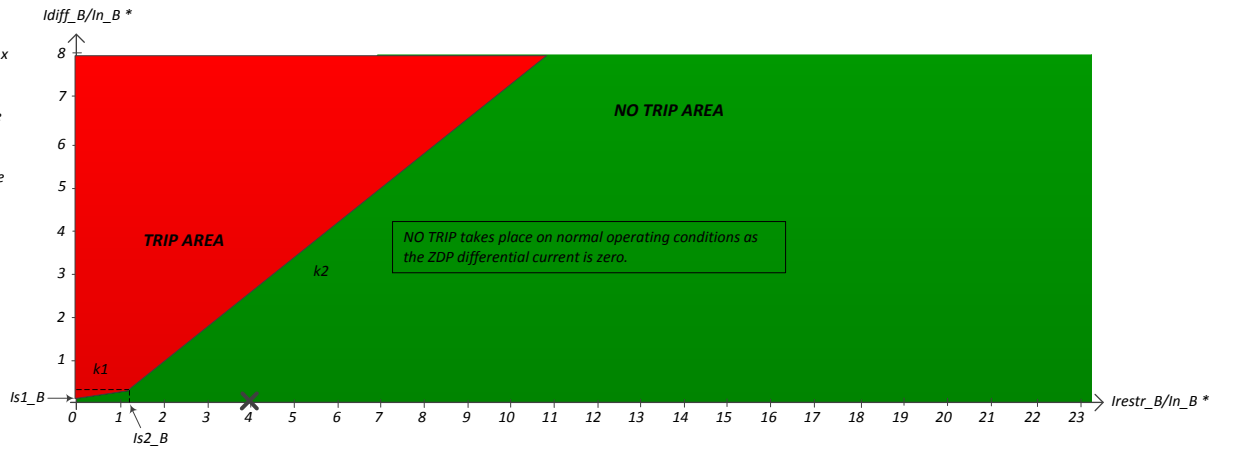 Idiff_B/In_B *
x
8
7
6
e
5
4
3
2
1
NO TRIP AREA
TRIP AREA
NO TRIP takes place on normal operating conditions as
the ZDP differential current is zero.
k2
k1
Is1_B
0 1 2 3 4 5 6 7 8 9 10 11 12 13 14 15 16 17 18 19 20 21 22 23
Irestr_B/In_B *
Is2_B